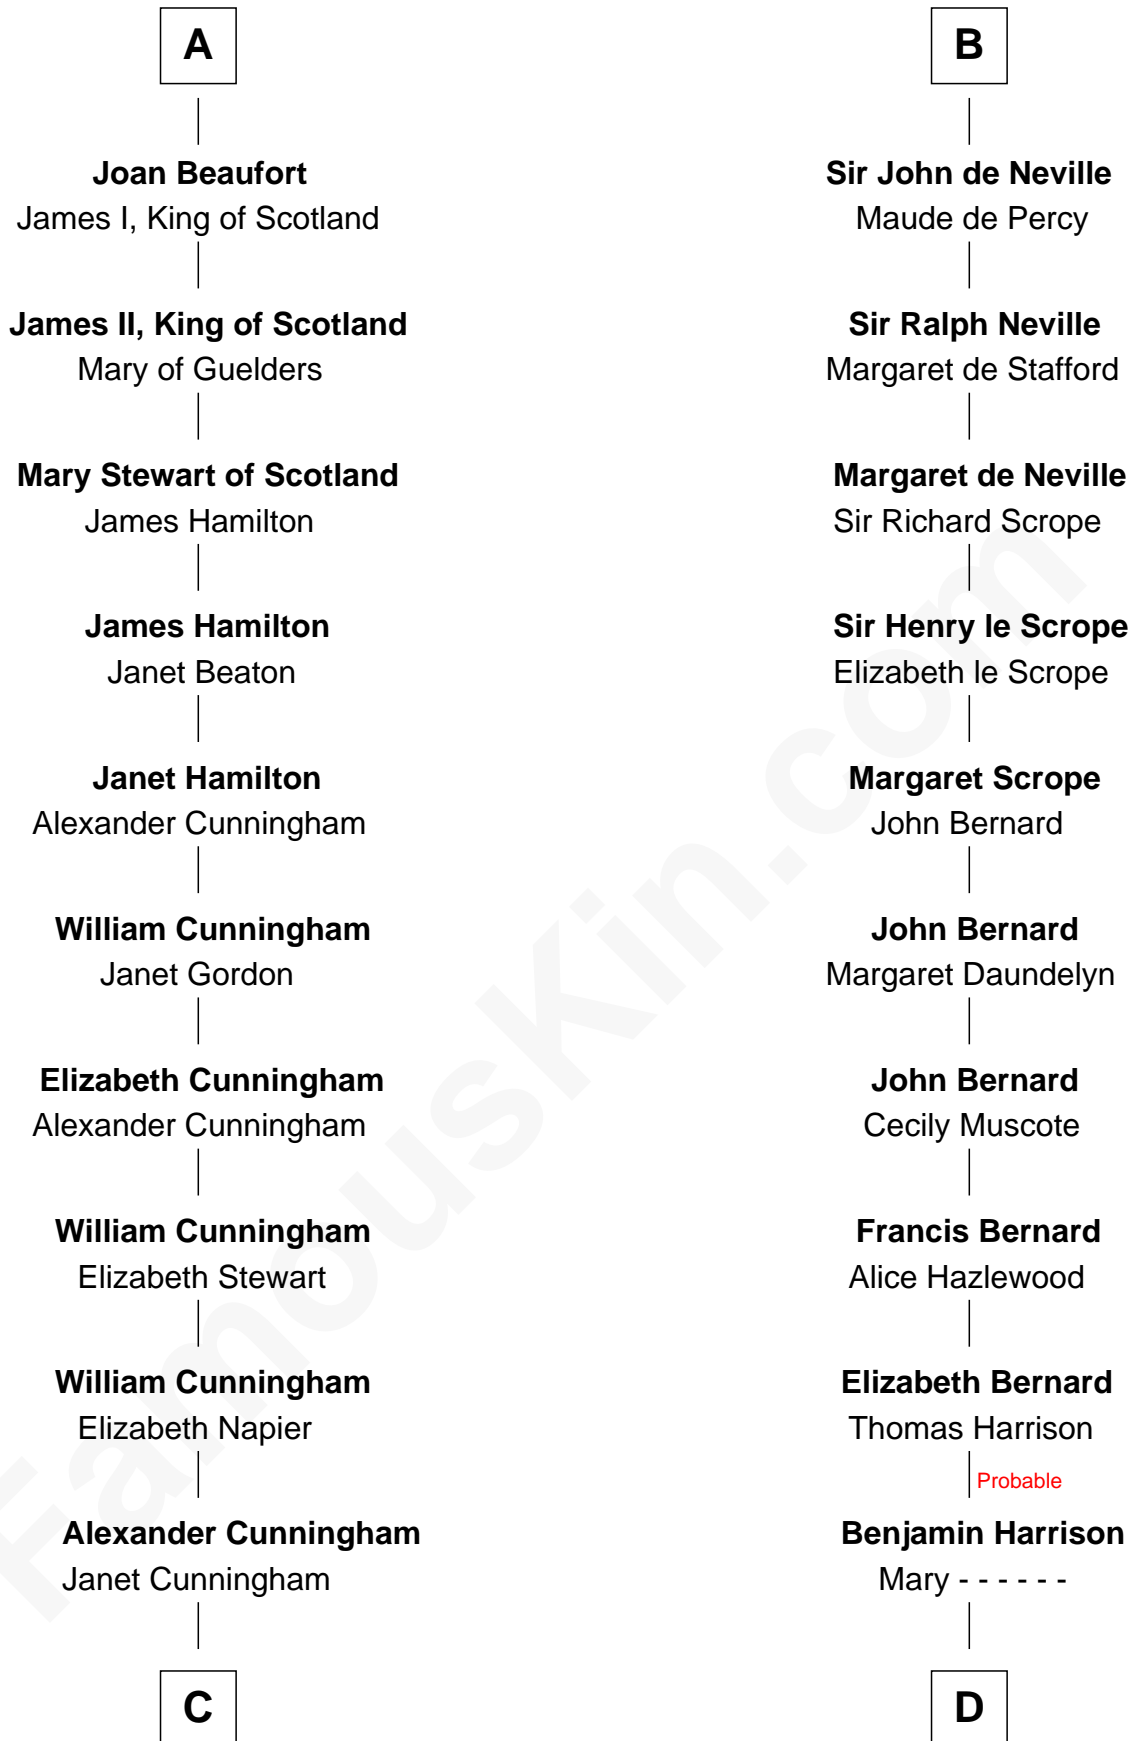 A
Joan Beaufort
James I, King of Scotland
James II, King of Scotland
Mary of Guelders
Mary Stewart of Scotland
James Hamilton
James Hamilton
Janet Beaton
Janet Hamilton
Alexander Cunningham
William Cunningham
Janet Gordon
Elizabeth Cunningham
Alexander Cunningham
William Cunningham
Elizabeth Stewart
William Cunningham
Elizabeth Napier
Alexander Cunningham
Janet Cunningham
C
B
Sir John de Neville
Maude de Percy
Sir Ralph Neville
Margaret de Stafford
Margaret de Neville
Sir Richard Scrope
Sir Henry le Scrope
Elizabeth le Scrope
Margaret Scrope
John Bernard
John Bernard
Margaret Daundelyn
John Bernard
Cecily Muscote
Francis Bernard
Alice Hazlewood
Elizabeth Bernard
Thomas Harrison
Probable
Benjamin Harrison
Mary - - - - - -
D
FamousKin.com